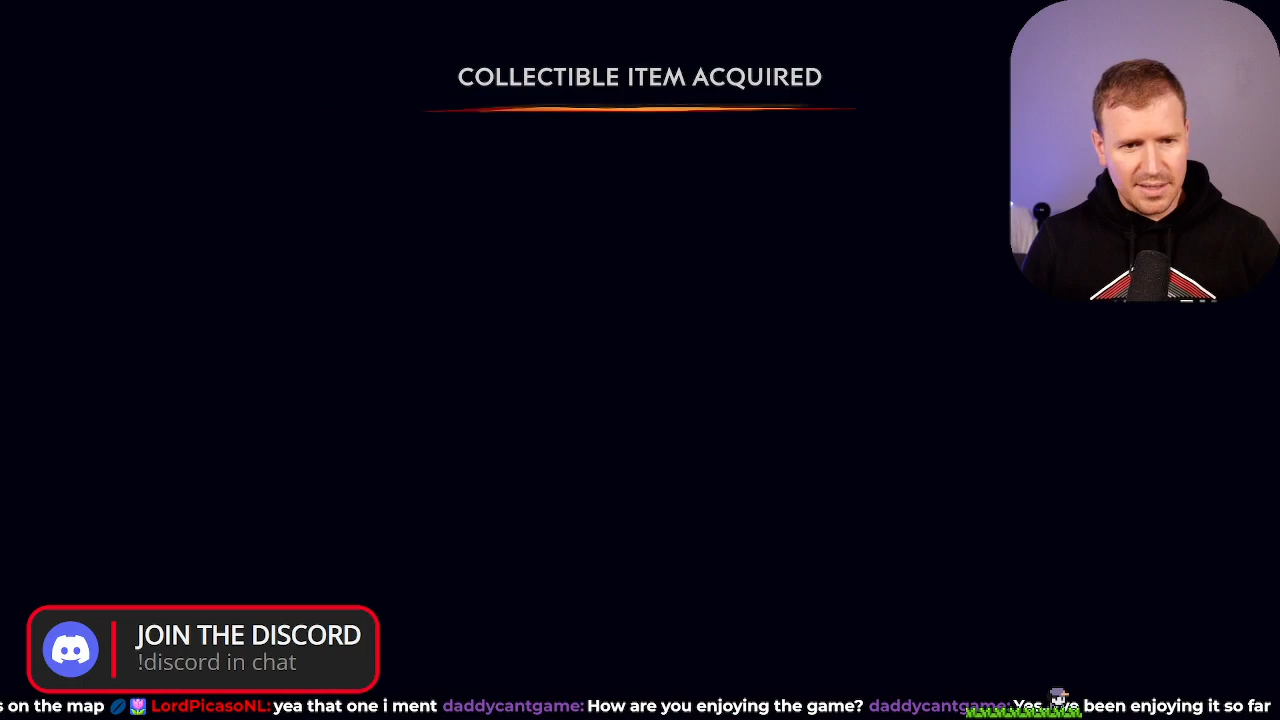 COLLECTIBLE ITEM ACQUIRED
JOIN THE DISCORD
!discord in chat
s on the map LordPicasoNL: yea that one i ment daddycantgame: How are you enjoying the game? daddycantgame: Yes been enjoying it so far